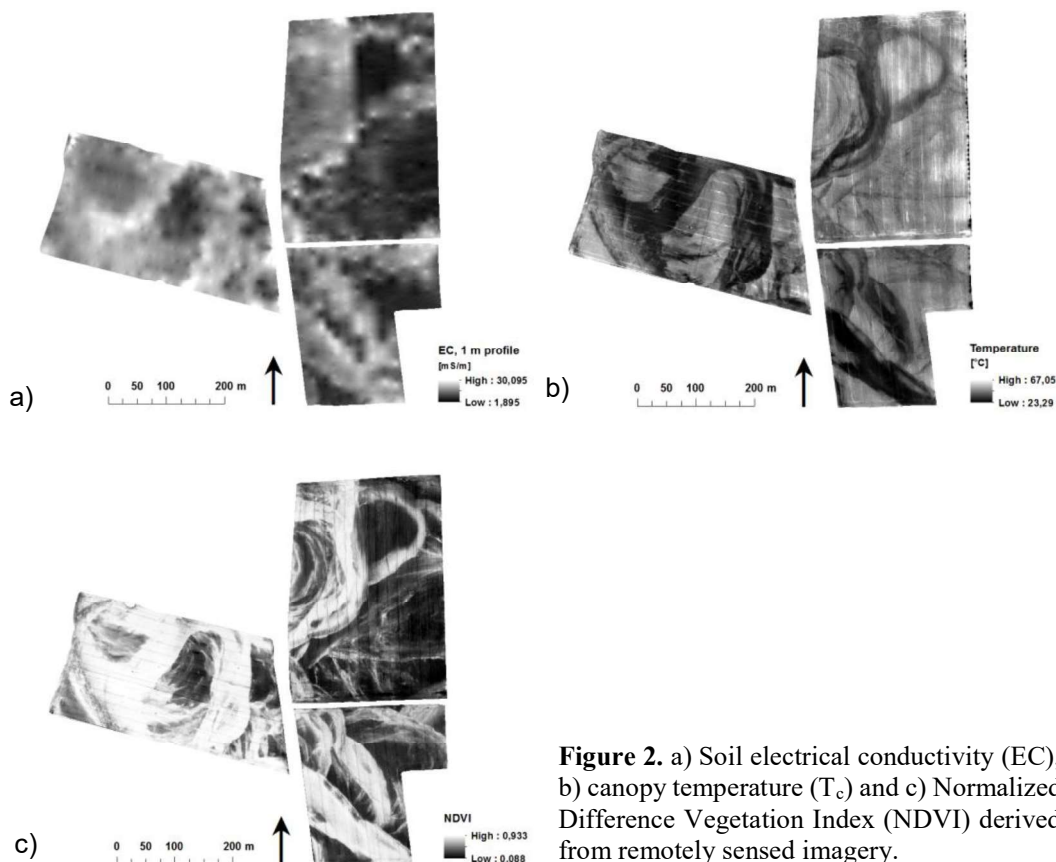 EC, 1 m profile
[mS/m]
High : 30,095
Low : 1,895
0 50 100 200 m
a)
Temperature
[°C]
High : 67,05
Low : 23,29
0 50 100 200 m
b)
NDVI
High : 0,933
Low : 0,088
0 50 100 200 m
c)
Figure 2. a) Soil electrical conductivity (EC),
b) canopy temperature (Tc) and c) Normalized
Difference Vegetation Index (NDVI) derived
from remotely sensed imagery.